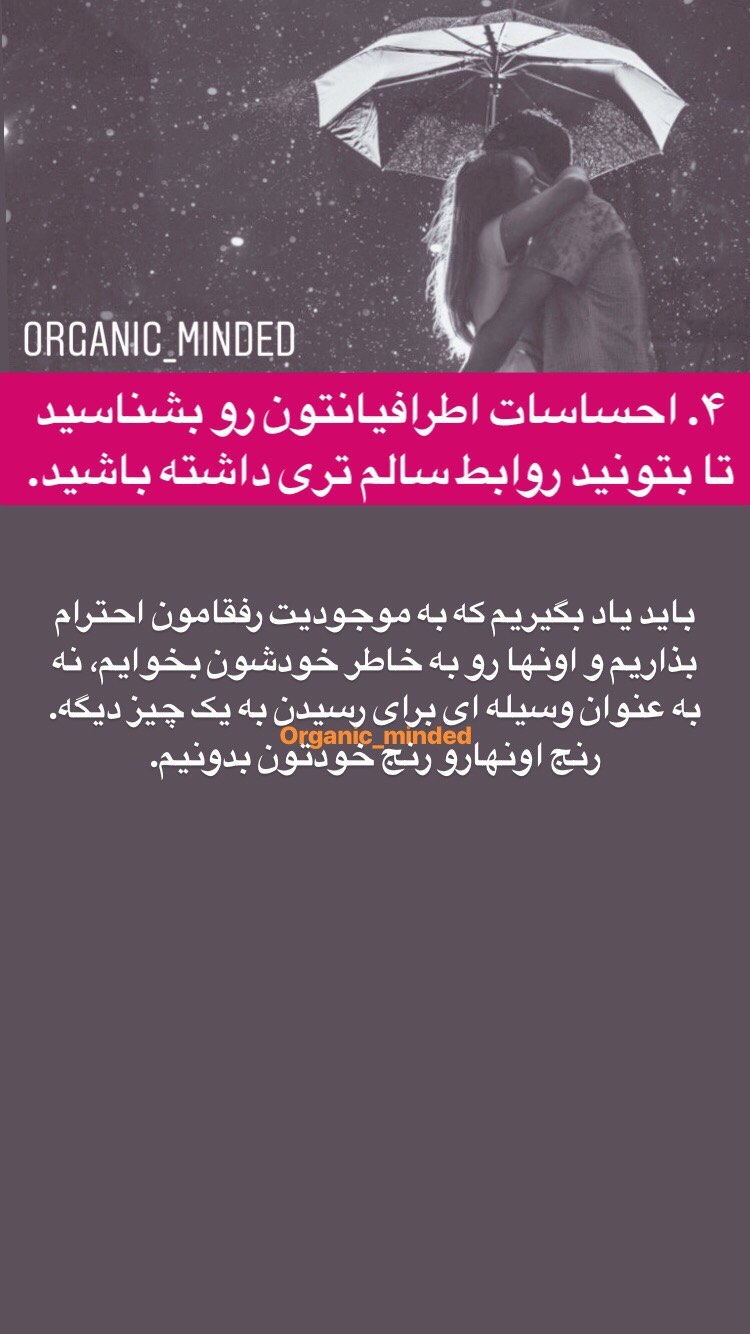 ORGANIC_MINDED
۴. احساسات اطرافیانتون رو بشناسید
تا بتونید روابط سالم تری داشته باشید.
باید یاد بگیریم که به موجودیت رفقامون احترام
بذاریم و اونها رو به خاطر خودشون بخوایم، نه
به عنوان وسیله ای برای رسیدن به یک چیز دیگه.
Organic_minded
رنج اونهارو رنج خودتون بدونیم.